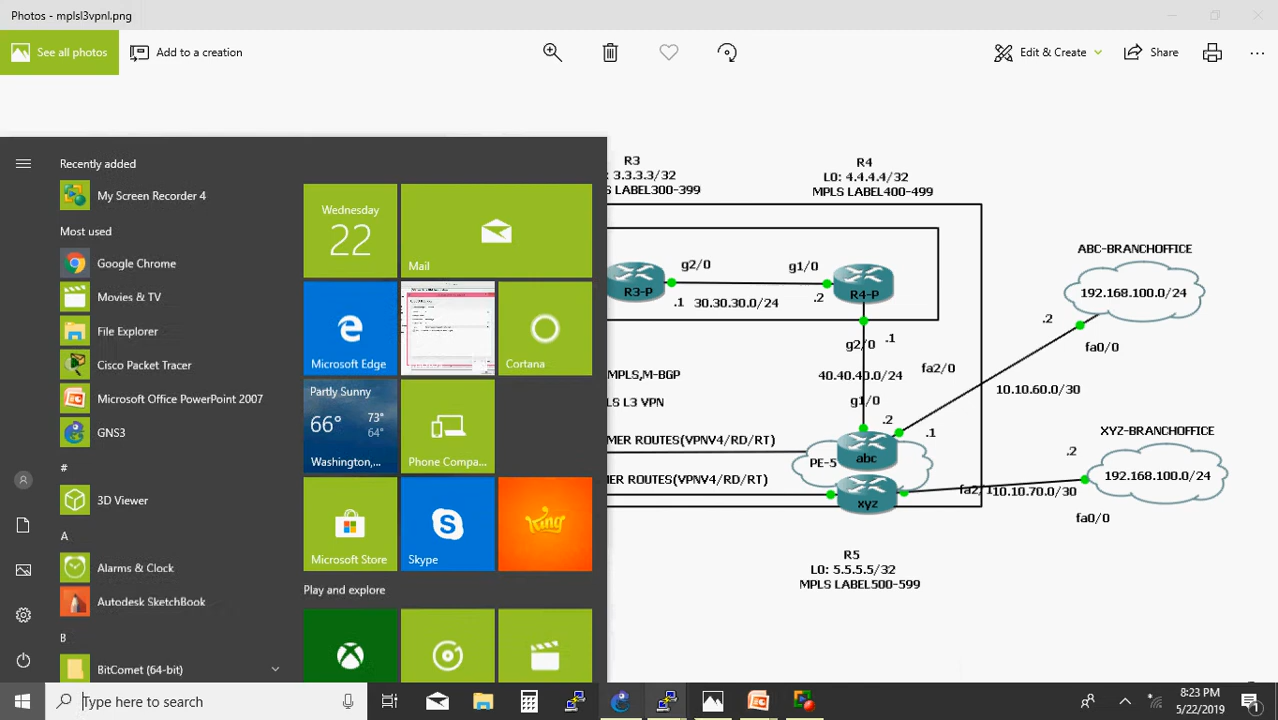 Photos - mplsl3vpnl.png
See all photos
Add to a creation
Edit & Create
Share
Recently added
My Screen Recorder 4
Most used
Google Chrome
Movies & TV
File Explorer
Cisco Packet Tracer
Microsoft Office PowerPoint 2007
GNS3
#
3D Viewer
A
Alarms & Clock
Autodesk SketchBook
B
BitComet (64-bit)
Wednesday
22
Mail
Microsoft Edge
Cortana
Partly Sunny
66°
73°
64°
Washington,...
Phone Compa...
Microsoft Store
Skype
King
Play and explore
R3
: 3.3.3.3/32
S LABEL300-399
R4
L0: 4.4.4.4/32
MPLS LABEL400-499
g2/0
g1/0
R3-P
R4-P
.1
30.30.30.0/24
.2
.1
g2/0
40.40.40.0/24
g1/0
.2
fa2/0
.1
MPLS,M-BGP
LS L3 VPN
MER ROUTES(VPNV4/RD/RT)
MER ROUTES(VPNV4/RD/RT)
PE-5
abc
xyz
R5
L0: 5.5.5.5/32
MPLS LABEL500-599
ABC-BRANCHOFFICE
192.168.100.0/24
.2
fa0/0
10.10.60.0/30
XYZ-BRANCHOFFICE
.2
192.168.100.0/24
10.10.70.0/30
fa0/0
Type here to search
8:23 PM
5/22/2019
1